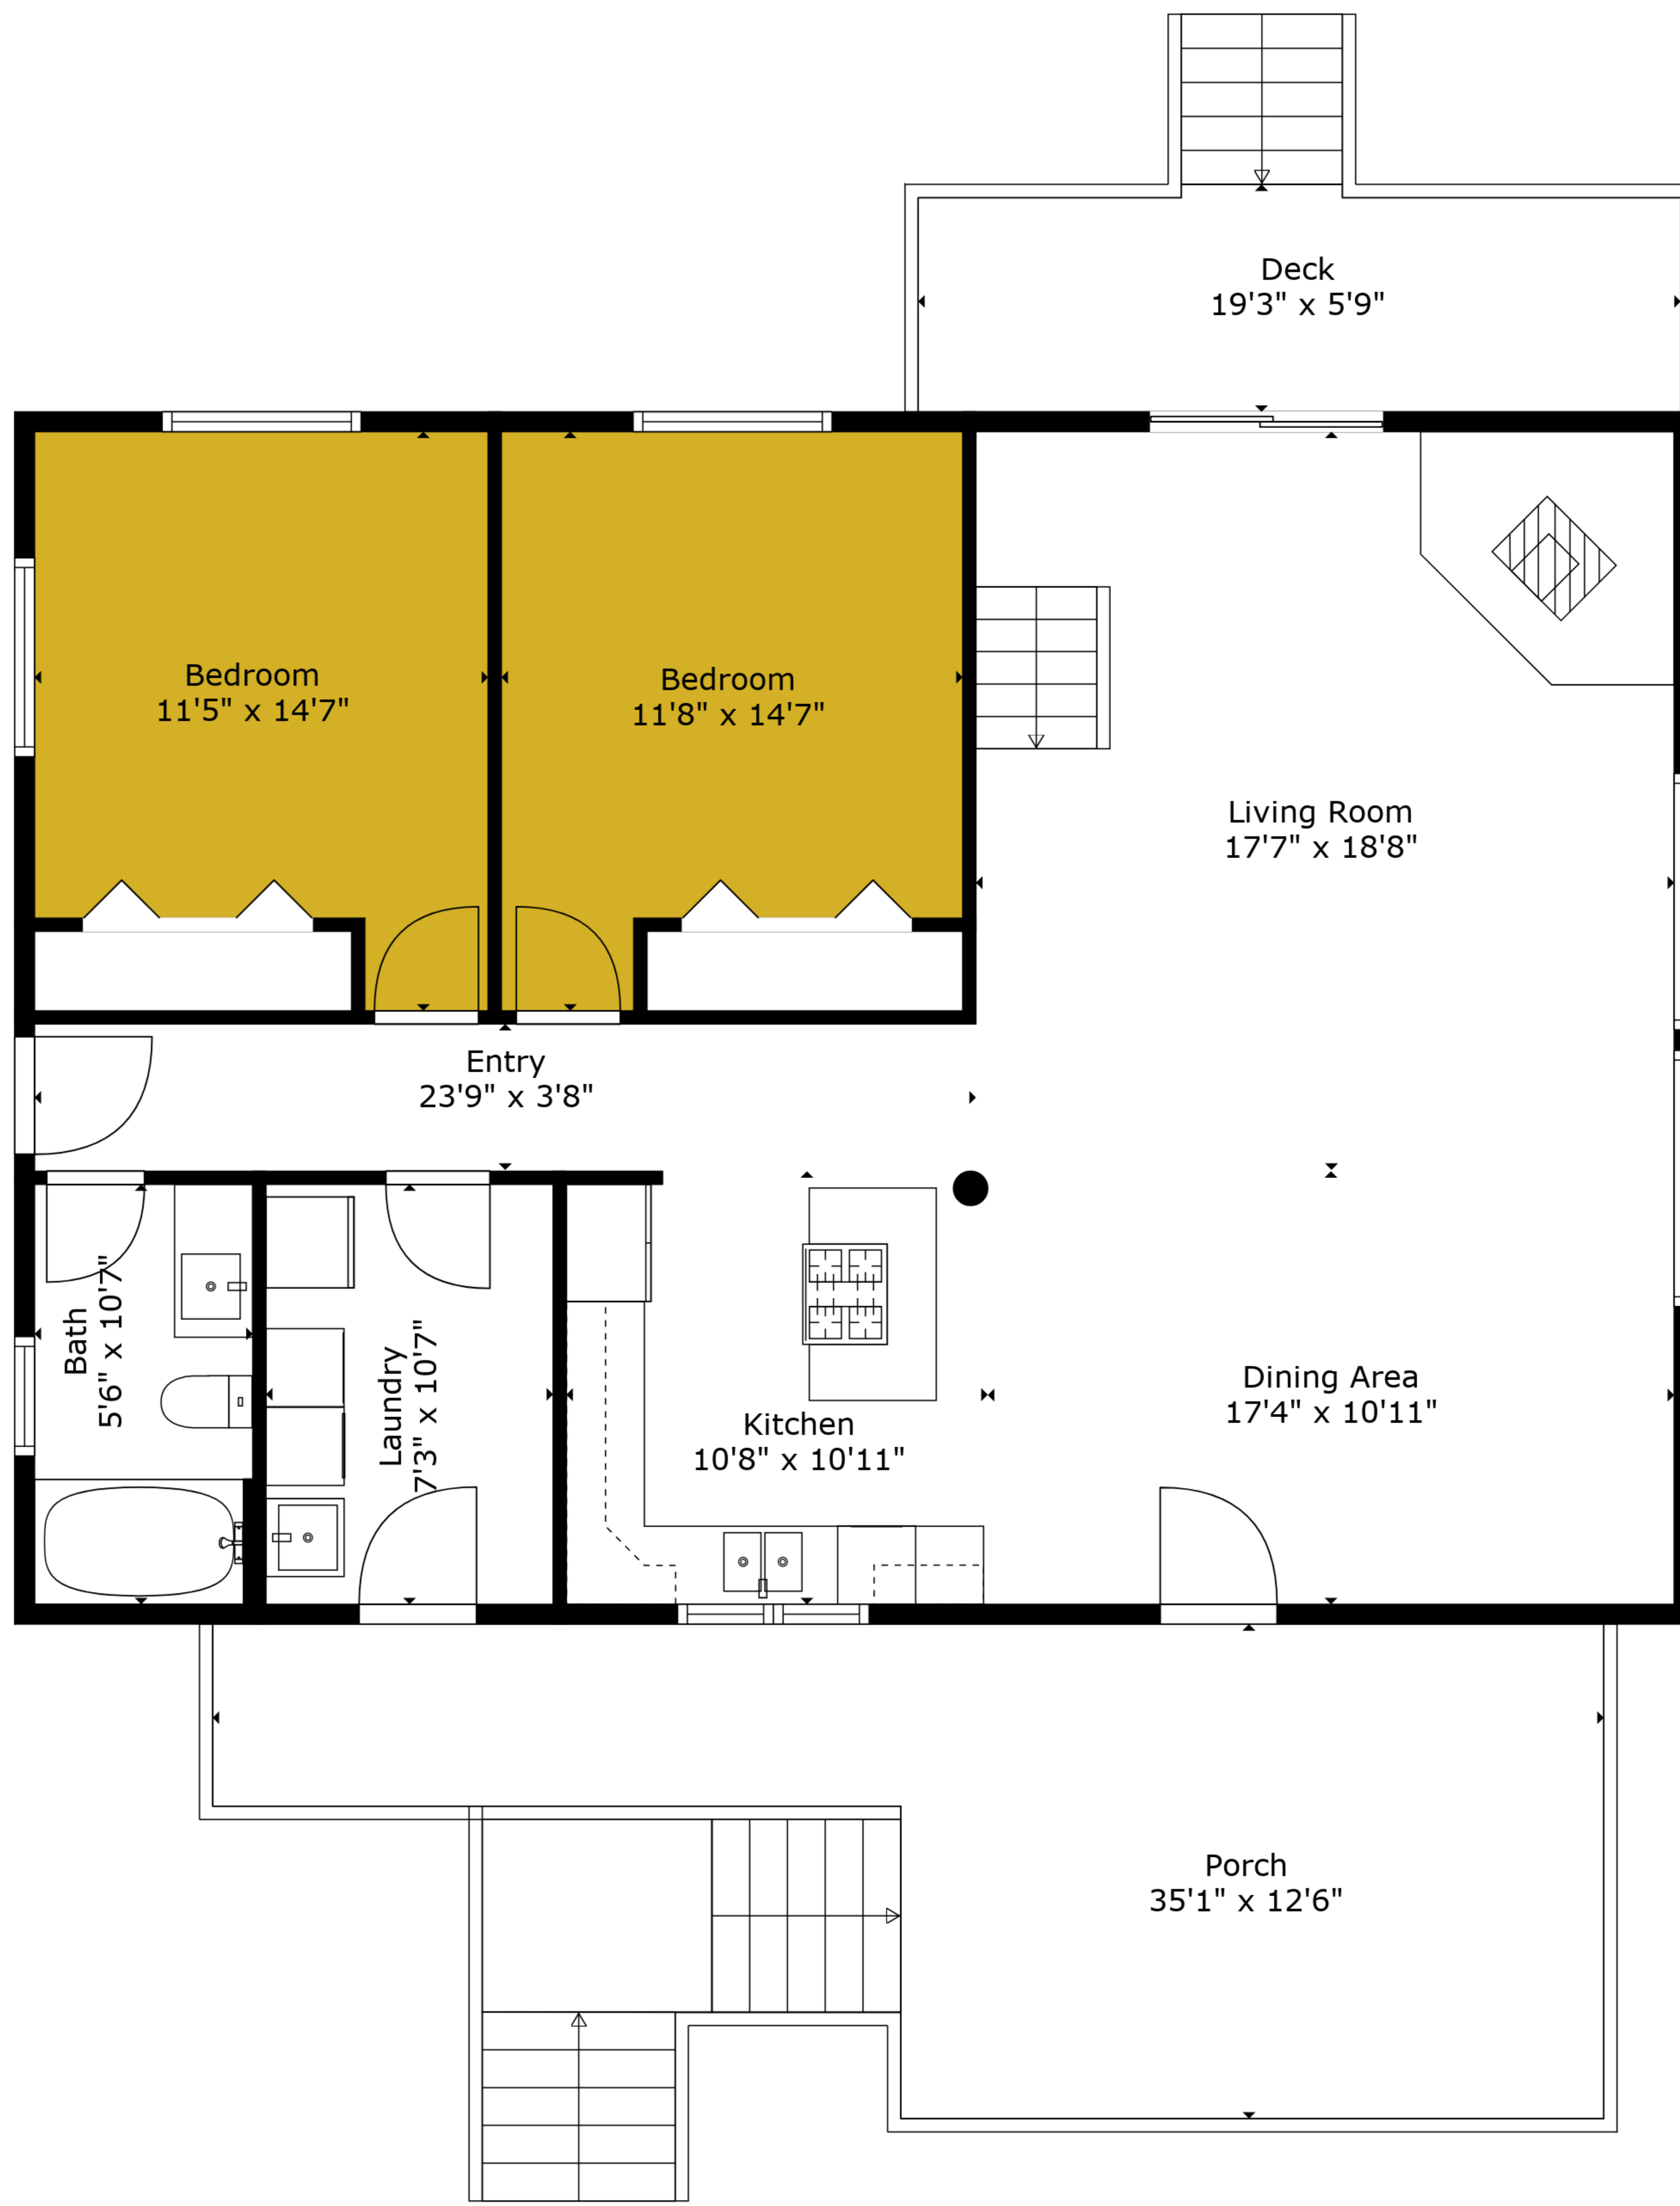 Deck
19'3" x 5'9"
Bedroom
11'5" x 14'7"
Bedroom
11'8" x 14'7"
Living Room
17'7" x 18'8"
Entry
23'9" x 3'8"
Bath
5'6" x 10'7"
Laundry
7'3" x 10'7"
Kitchen
10'8" x 10'11"
Dining Area
17'4" x 10'11"
Porch
35'1" x 12'6"